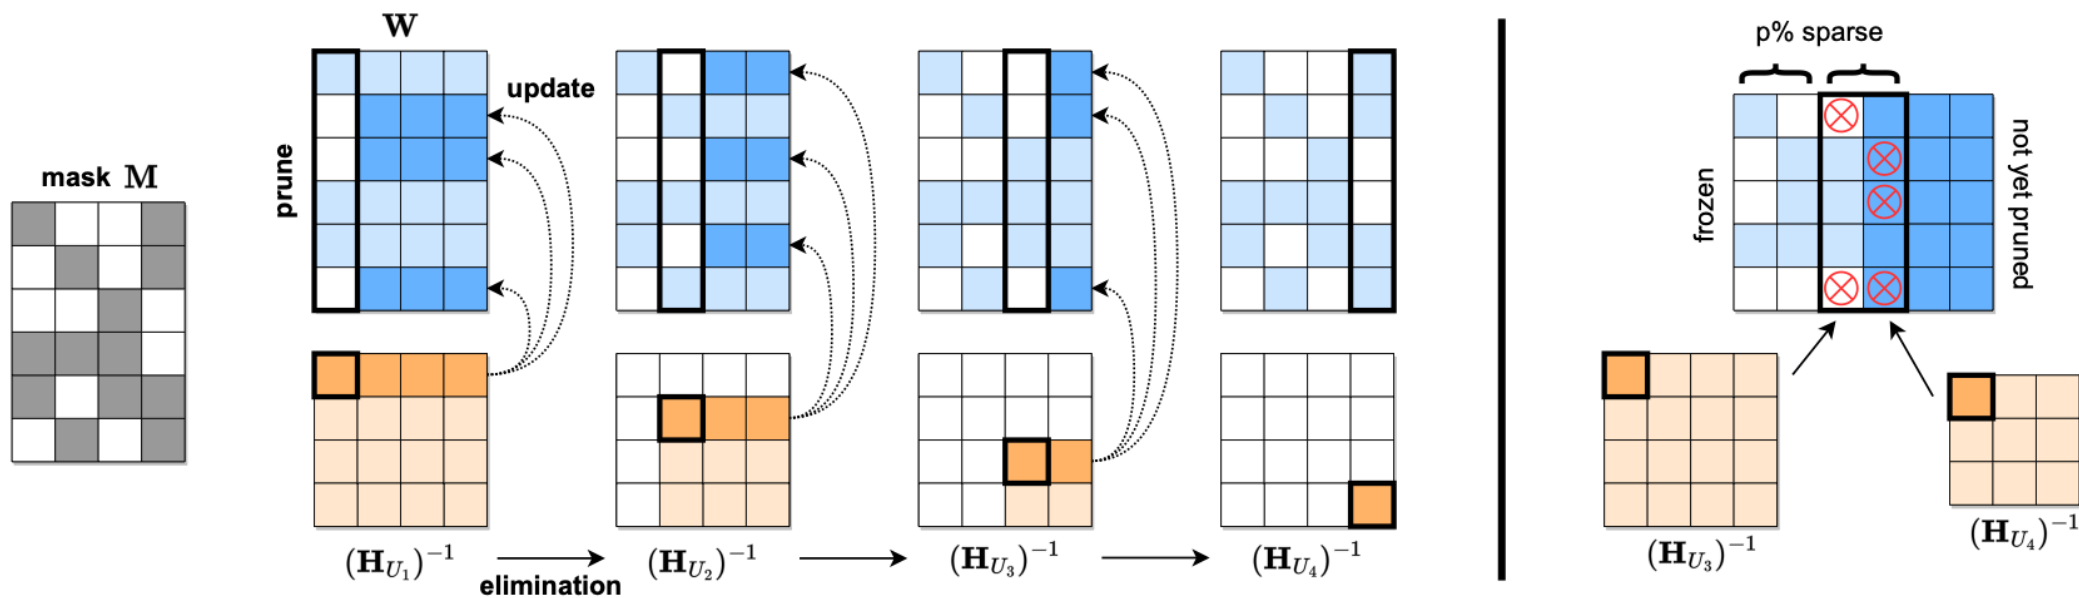 mask M
W
prune
update
(H_{U_1})^{-1}
elimination
(H_{U_2})^{-1}
(H_{U_3})^{-1}
(H_{U_4})^{-1}
p% sparse
frozen
not yet pruned
(H_{U_3})^{-1}
(H_{U_4})^{-1}